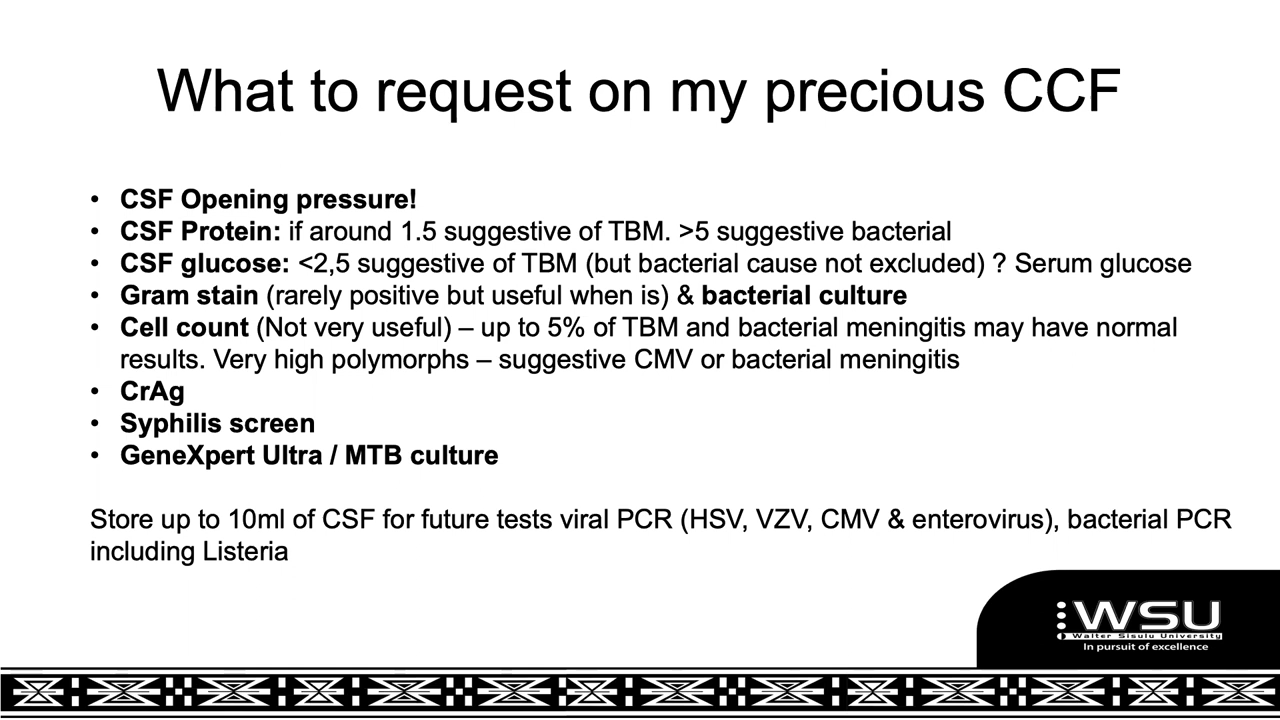 What to request on my precious CCF
• CSF Opening pressure!
• CSF Protein: if around 1.5 suggestive of TBM. >5 suggestive bacterial
• CSF glucose: <2,5 suggestive of TBM (but bacterial cause not excluded) ? Serum glucose
• Gram stain (rarely positive but useful when is) & bacterial culture
• Cell count (Not very useful) – up to 5% of TBM and bacterial meningitis may have normal
results. Very high polymorphs – suggestive CMV or bacterial meningitis
• CrAg
• Syphilis screen
• GeneXpert Ultra / MTB culture
Store up to 10ml of CSF for future tests viral PCR (HSV, VZV, CMV & enterovirus), bacterial PCR
including Listeria
WSU
Walter Sisulu University
In pursuit of excellence